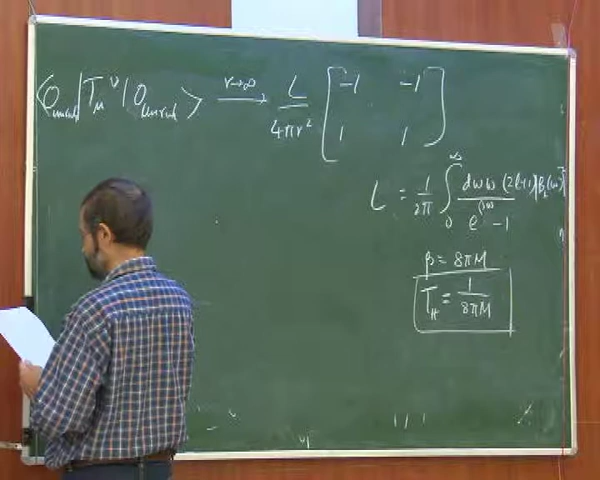 ⟨0_unruh| T_μ^ν |0_unruh⟩ → (r→∞) L / 4πr² [ -1 -1
1 1 ]
L = 1/2π ∫_0^∞ dω ω (2l+1) |B_l(ω)|² / e^{βω} - 1
β = 8πM
T_H = 1 / 8πM